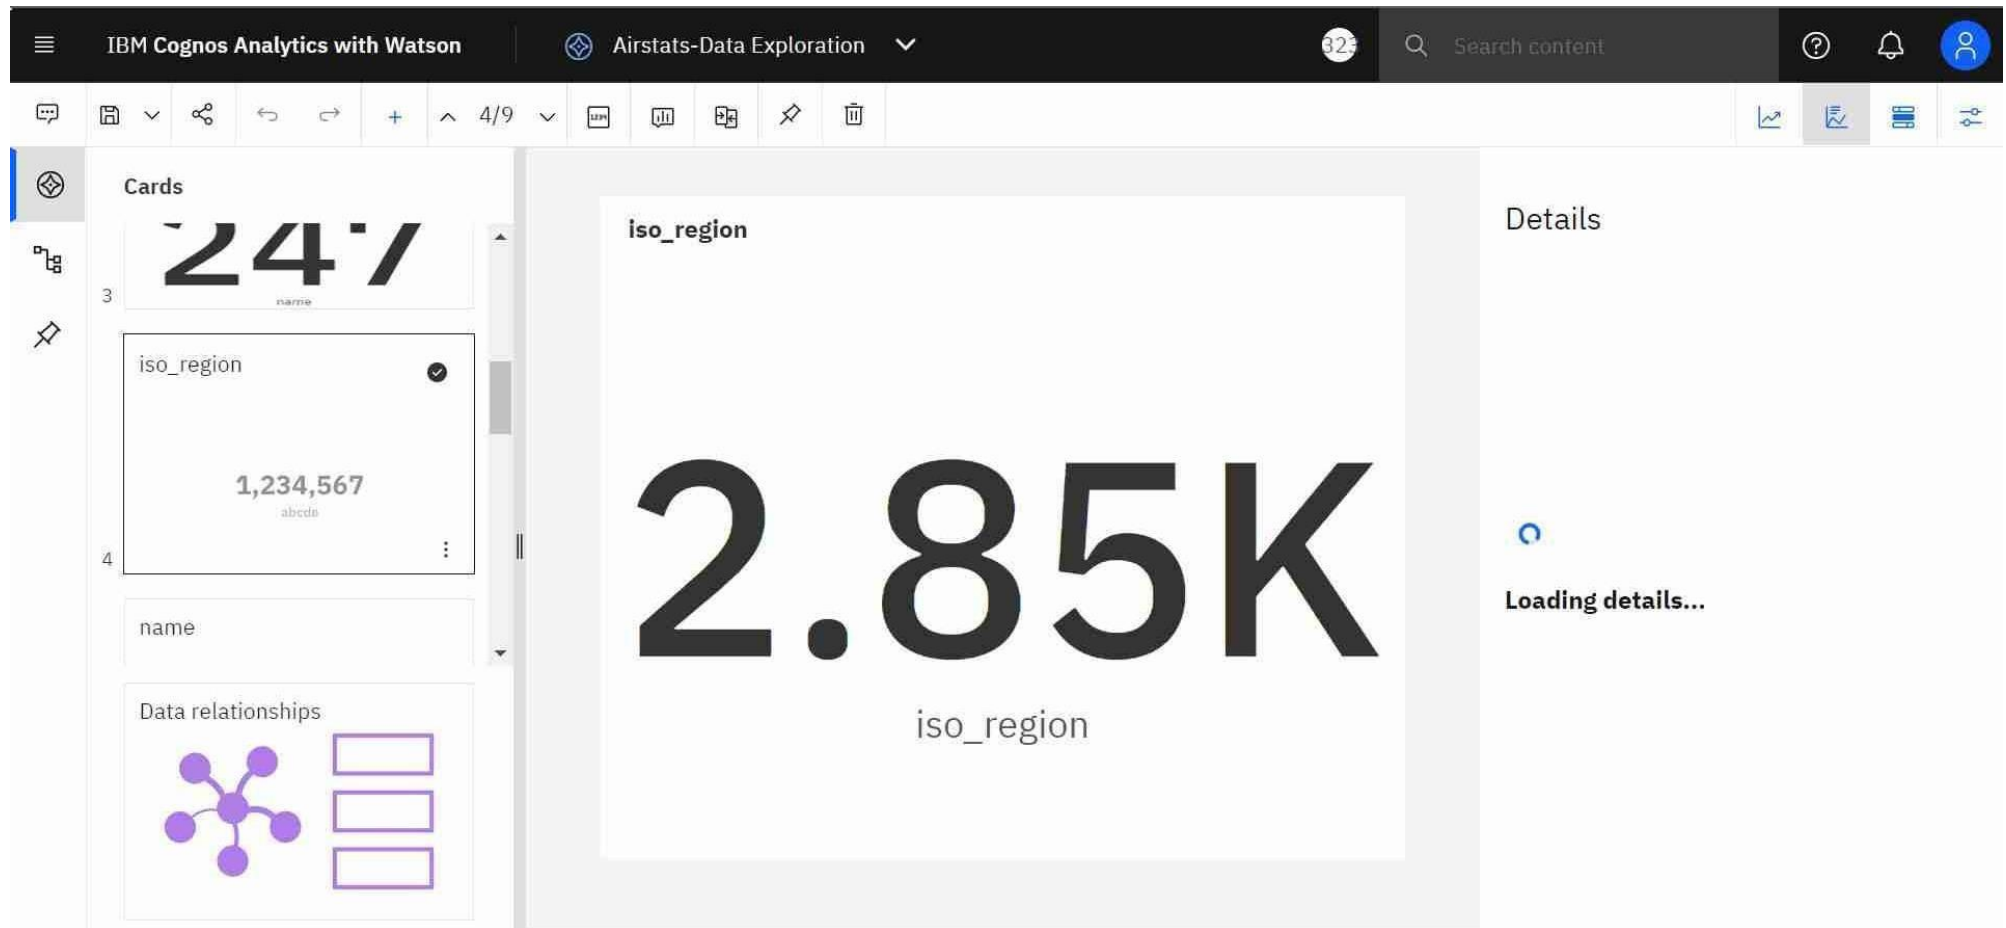 IBM Cognos Analytics with Watson
Airstats-Data Exploration
323
Search content
4/9
Cards
247
name
3
iso_region
1,234,567
abcde
4
name
Data relationships
iso_region
2.85K
iso_region
Details
Loading details...